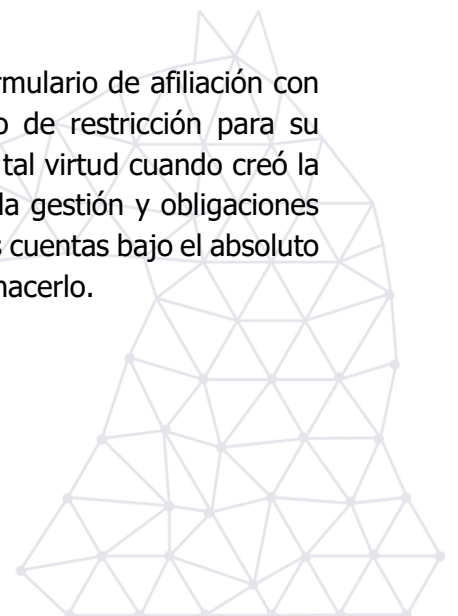 rmulario de afiliación con
o de restricción para su
tal virtud cuando creó la
la gestión y obligaciones
s cuentas bajo el absoluto
hacerlo.